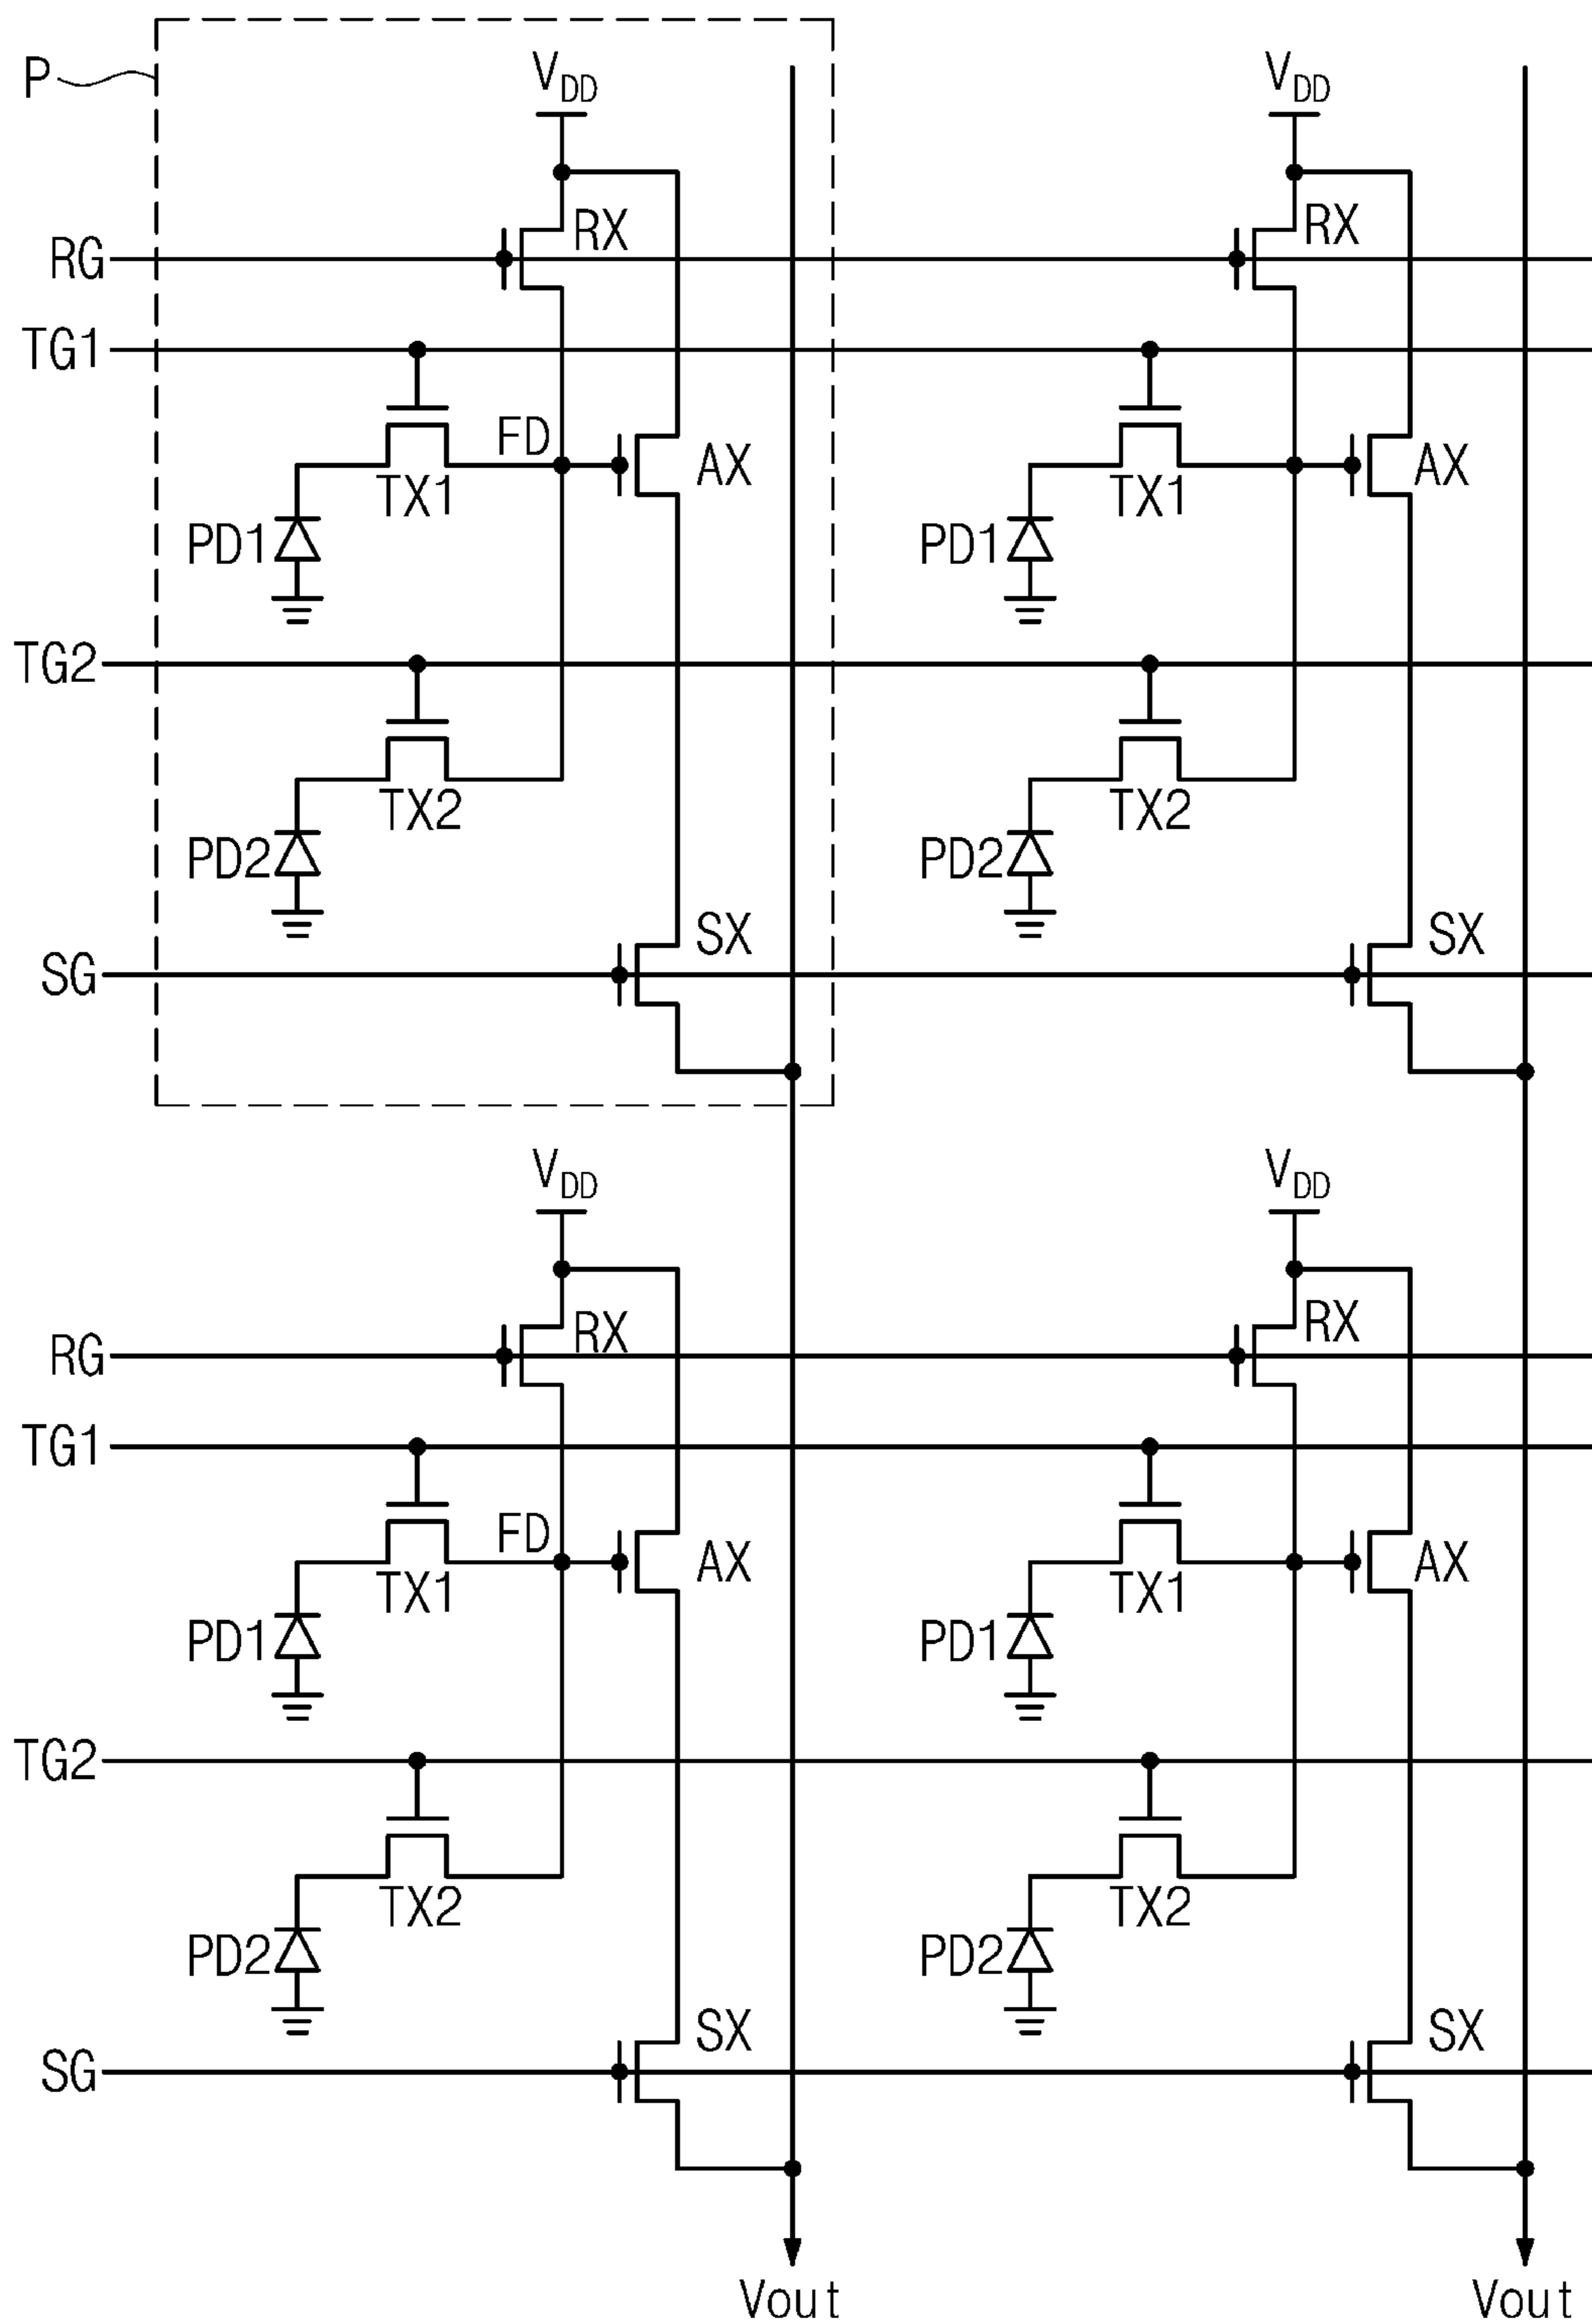 P
VDD VDD
RG RX RX
TG1
FD
TX1 AX TX1 AX
PD1 PD1
TG2
TX2 TX2
PD2 PD2
SX SX
SG
VDD VDD
RG RX RX
TG1
FD
TX1 AX TX1 AX
PD1 PD1
TG2
TX2 TX2
PD2 PD2
SX SX
SG
Vout Vout